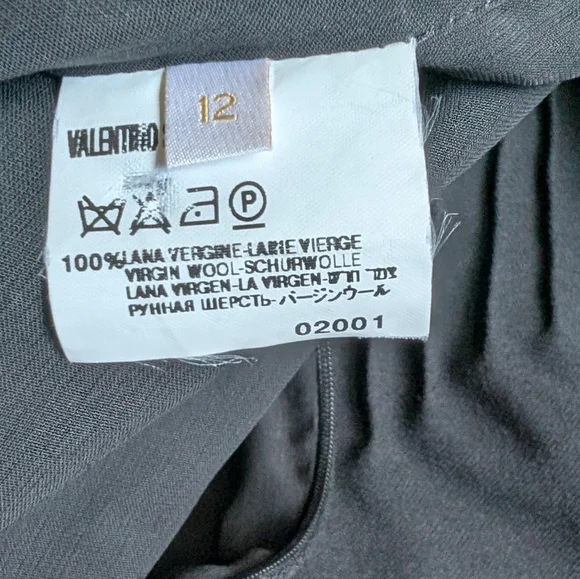 12
VALENTINO
P
100% LANA VERGINE-LAINE VIERGE
VIRGIN WOOL-SCHURWOLLE
LANA VIRGEN-LA VIRGEN-צמר
РУННАЯ ШЕРСТЬ-バージンウール
02001